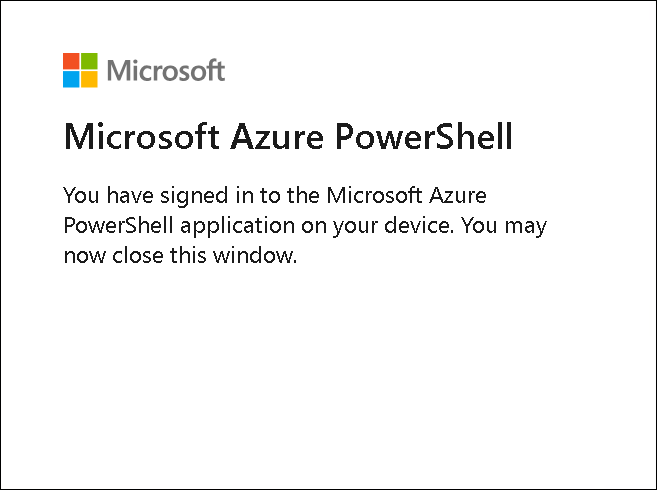 Microsoft
Microsoft Azure PowerShell
You have signed in to the Microsoft Azure
PowerShell application on your device. You may
now close this window.